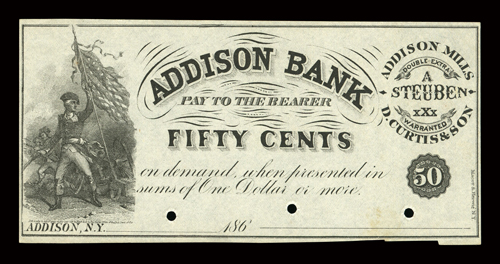 ADDISON BANK
PAY TO THE BEARER
FIFTY CENTS
on demand, when presented in
sums of One Dollar or more.
186
ADDISON, N.Y.
ADDISON MILLS
DOUBLE-EXTRA
A
STEUBEN
XXX
WARRANTED
D. CURTIS & SON
50